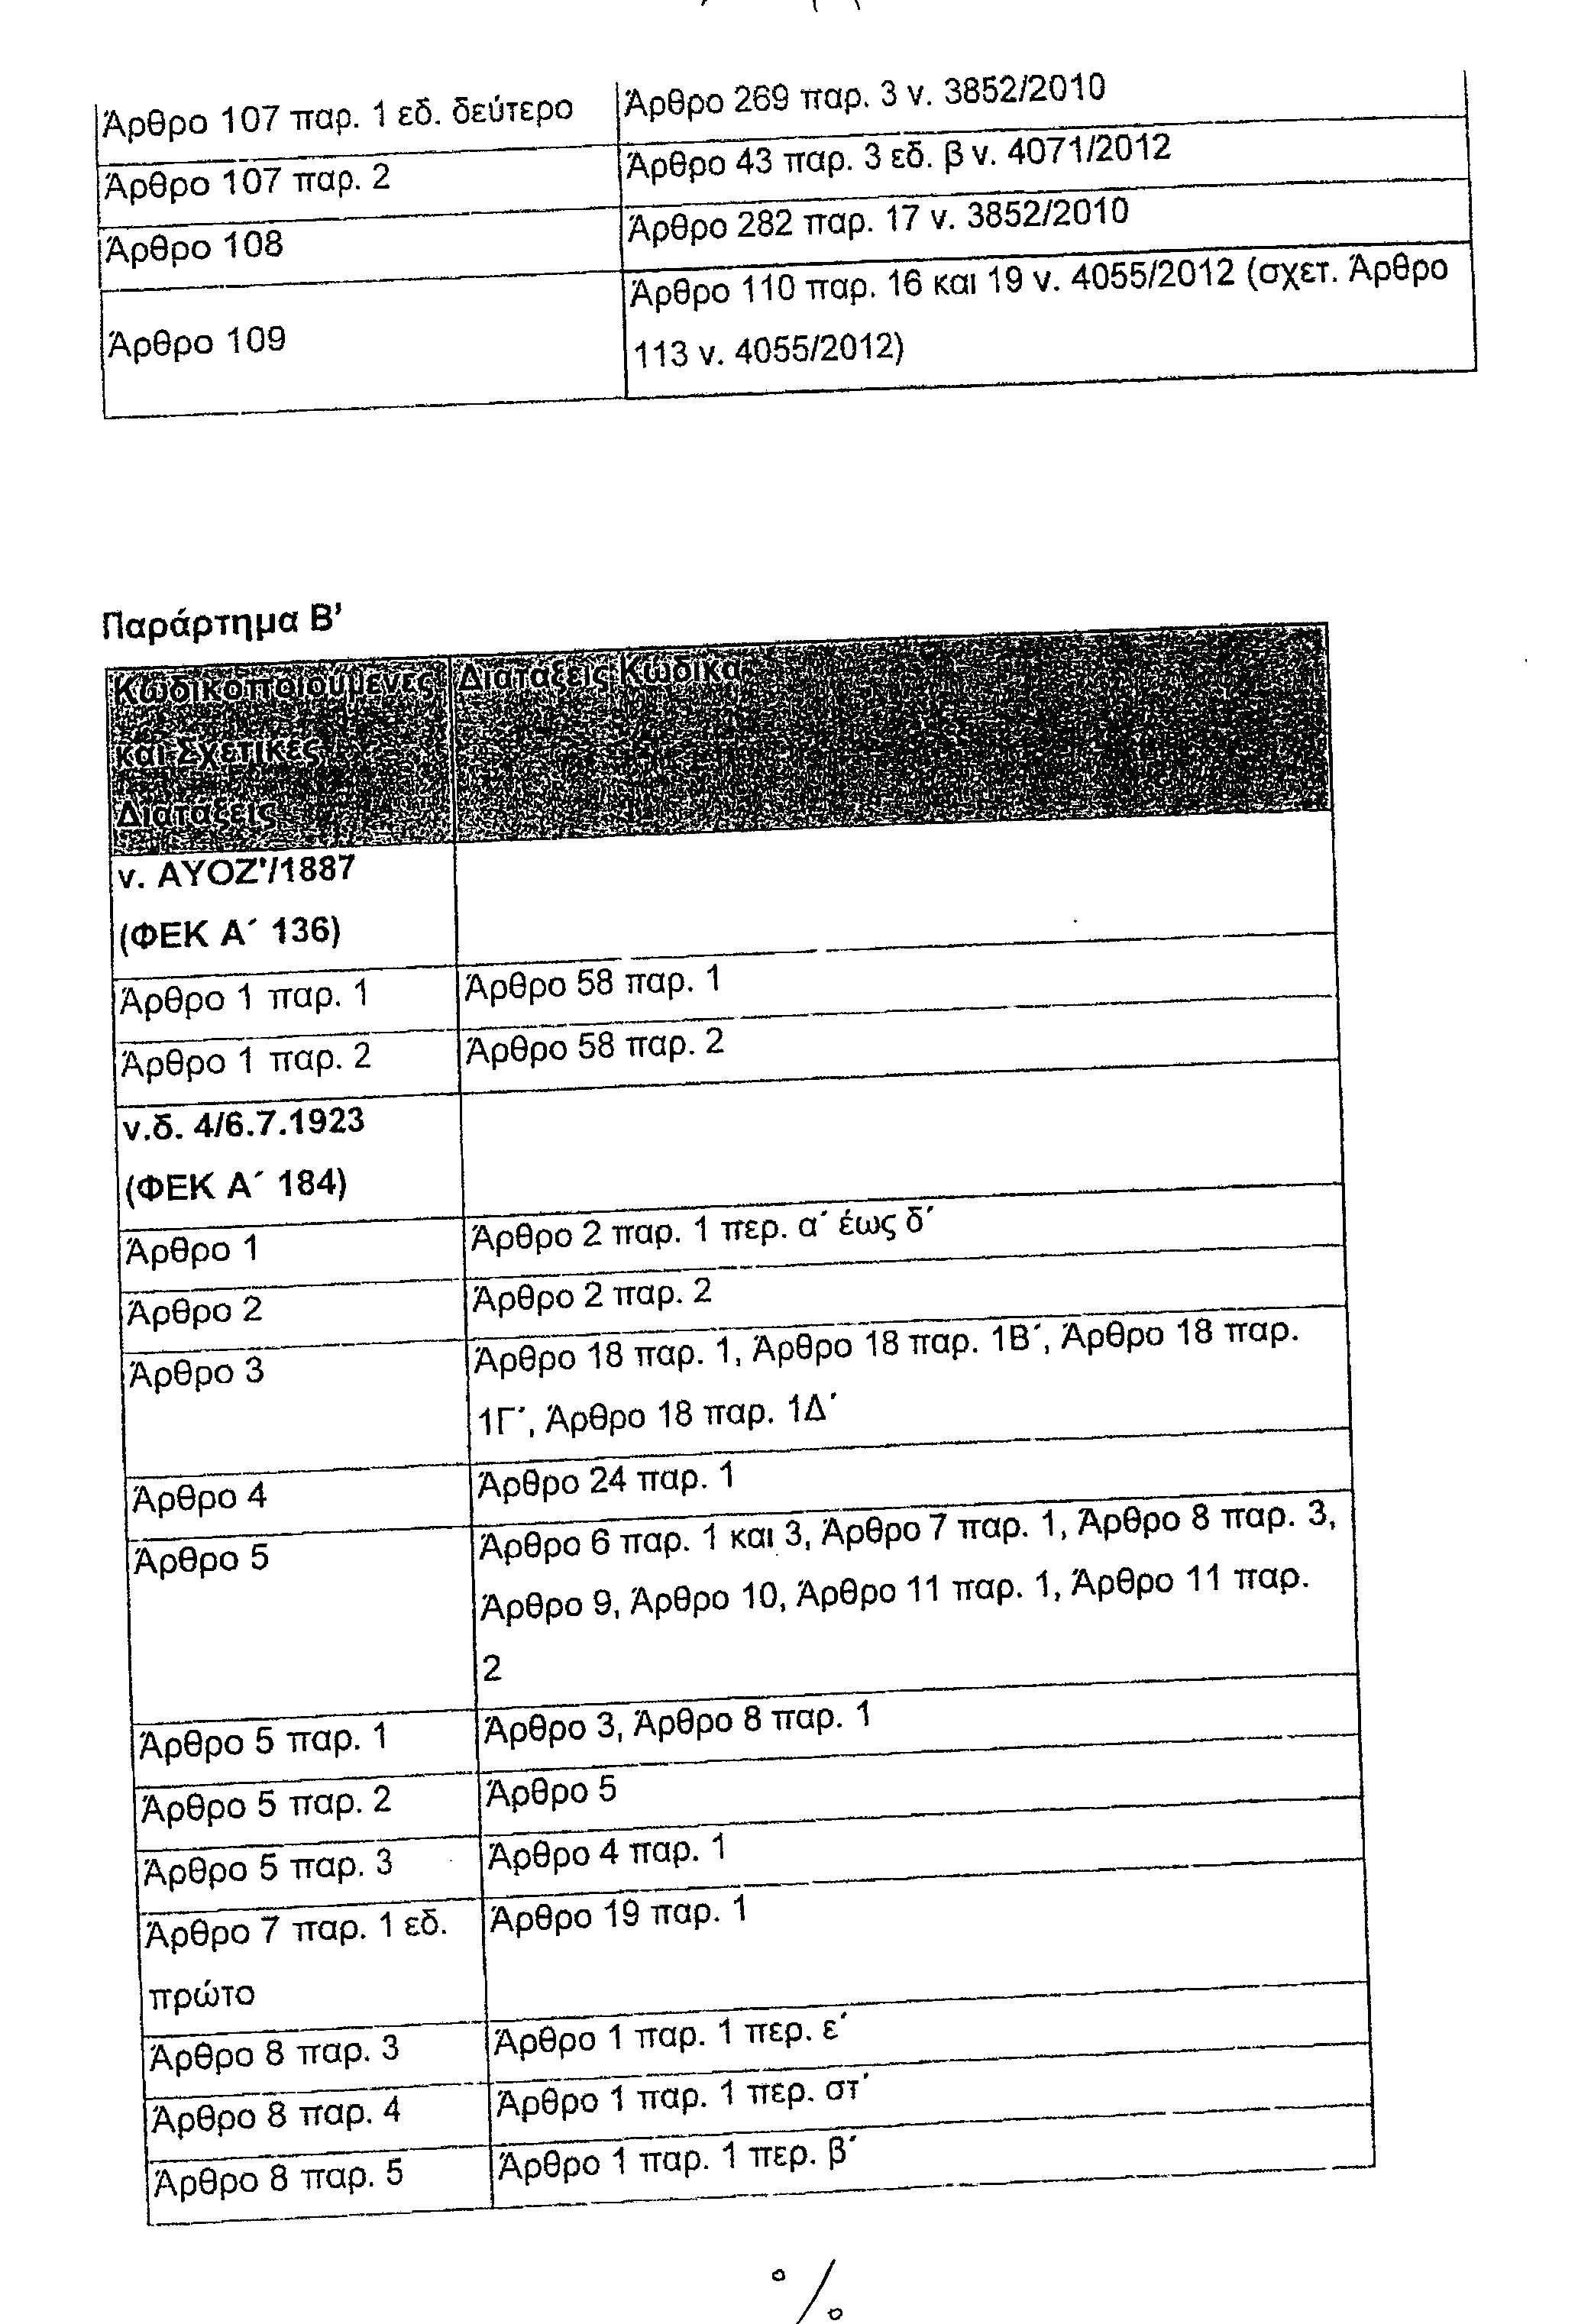 Άρθρο 107 παρ. 1 εδ. δεύτερο Άρθρο 269 παρ. 3 ν. 3852/2010
Άρθρο 107 παρ. 2 Άρθρο 43 παρ. 3 εδ. β ν. 4071/2012
Άρθρο 108 Άρθρο 282 παρ. 17 ν. 3852/2010
Άρθρο 109 Άρθρο 110 παρ. 16 και 19 ν. 4055/2012 (σχετ. Άρθρο
113 ν. 4055/2012)
Παράρτημα Β’
Κωδικοποιούμενες Διατάξεις Κώδικα
και Σχετικές
Διατάξεις
ν. ΑΥΟΖ'/1887
(ΦΕΚ Α΄ 136)
Άρθρο 1 παρ. 1 Άρθρο 58 παρ. 1
Άρθρο 1 παρ. 2 Άρθρο 58 παρ. 2
ν.δ. 4/6.7.1923
(ΦΕΚ Α΄ 184)
Άρθρο 1 Άρθρο 2 παρ. 1 περ. α΄ έως δ΄
Άρθρο 2 Άρθρο 2 παρ. 2
Άρθρο 3 Άρθρο 18 παρ. 1, Άρθρο 18 παρ. 1Β΄, Άρθρο 18 παρ.
1Γ΄, Άρθρο 18 παρ. 1Δ΄
Άρθρο 4 Άρθρο 24 παρ. 1
Άρθρο 5 Άρθρο 6 παρ. 1 και 3, Άρθρο 7 παρ. 1, Άρθρο 8 παρ. 3,
Άρθρο 9, Άρθρο 10, Άρθρο 11 παρ. 1, Άρθρο 11 παρ.
2
Άρθρο 5 παρ. 1 Άρθρο 3, Άρθρο 8 παρ. 1
Άρθρο 5 παρ. 2 Άρθρο 5
Άρθρο 5 παρ. 3 Άρθρο 4 παρ. 1
Άρθρο 7 παρ. 1 εδ. Άρθρο 19 παρ. 1
πρώτο
Άρθρο 8 παρ. 3 Άρθρο 1 παρ. 1 περ. ε΄
Άρθρο 8 παρ. 4 Άρθρο 1 παρ. 1 περ. στ΄
Άρθρο 8 παρ. 5 Άρθρο 1 παρ. 1 περ. β΄
%